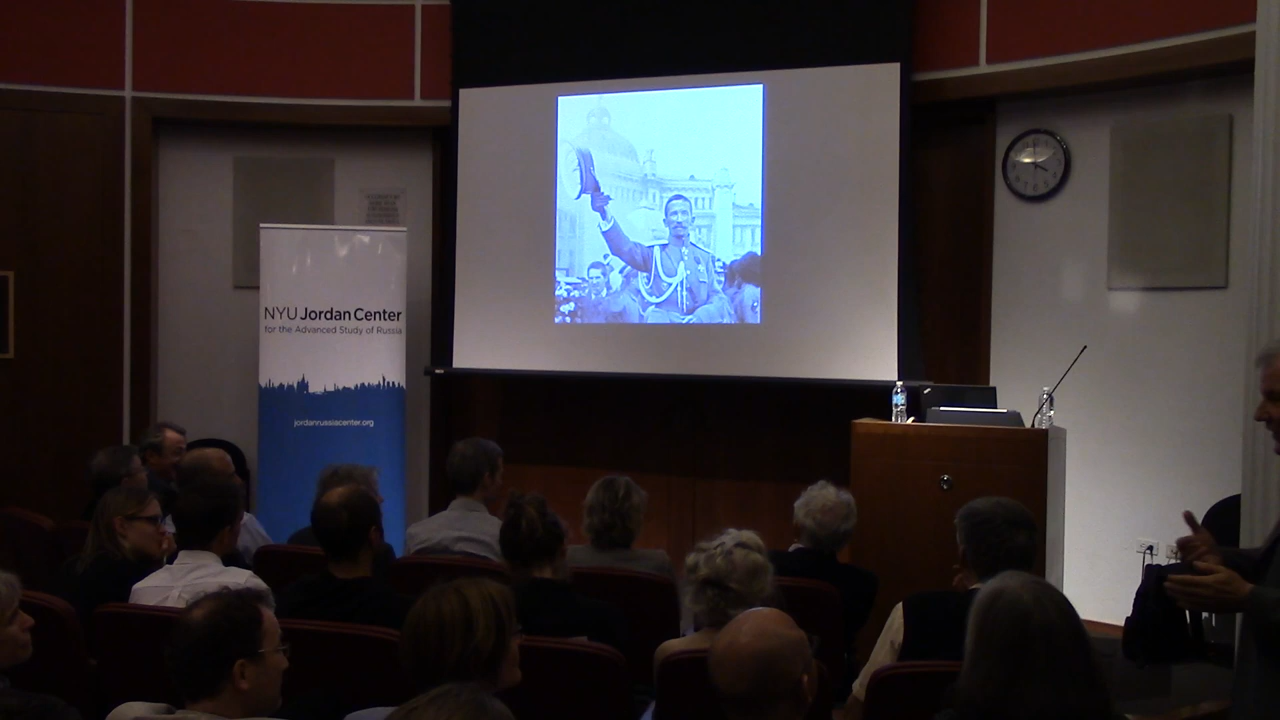 NYU Jordan Center
for the Advanced Study of Russia
jordanrussiacenter.org